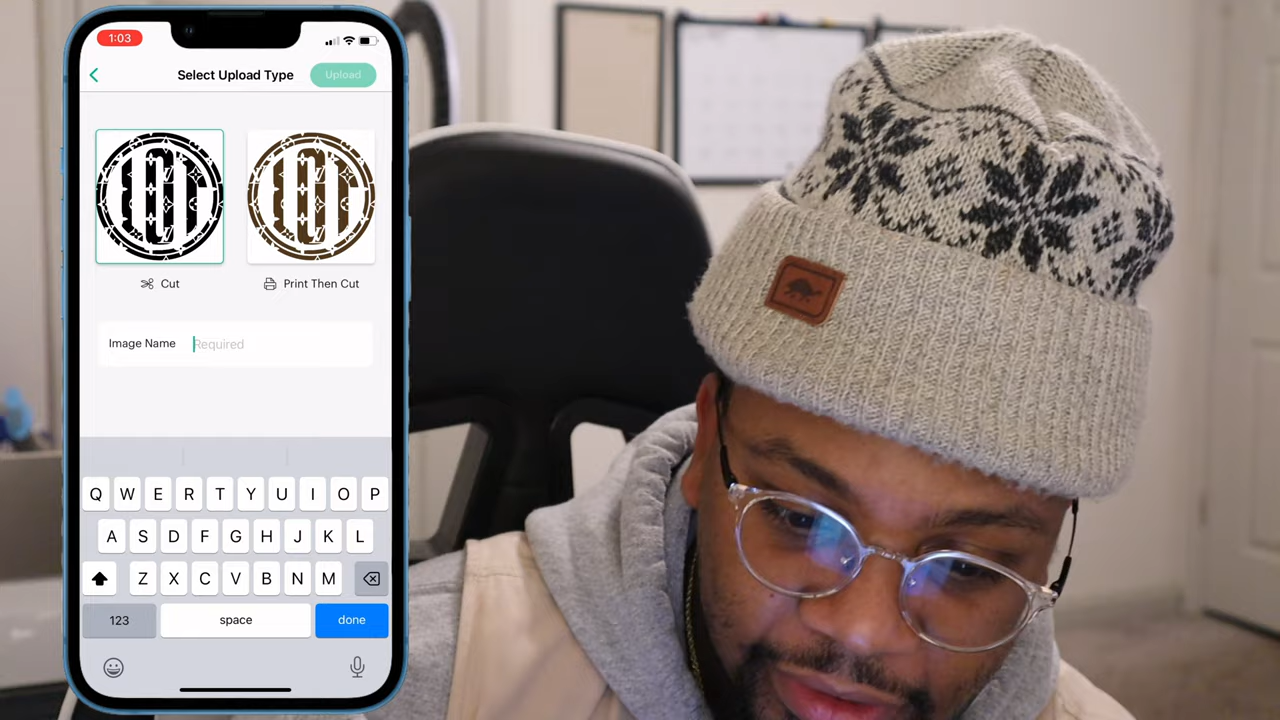 1:03
Select Upload Type
Upload
Cut
Print Then Cut
Image Name
Required
Q W E R T Y U I O P
A S D F G H J K L
Z X C V B N M
123
space
done